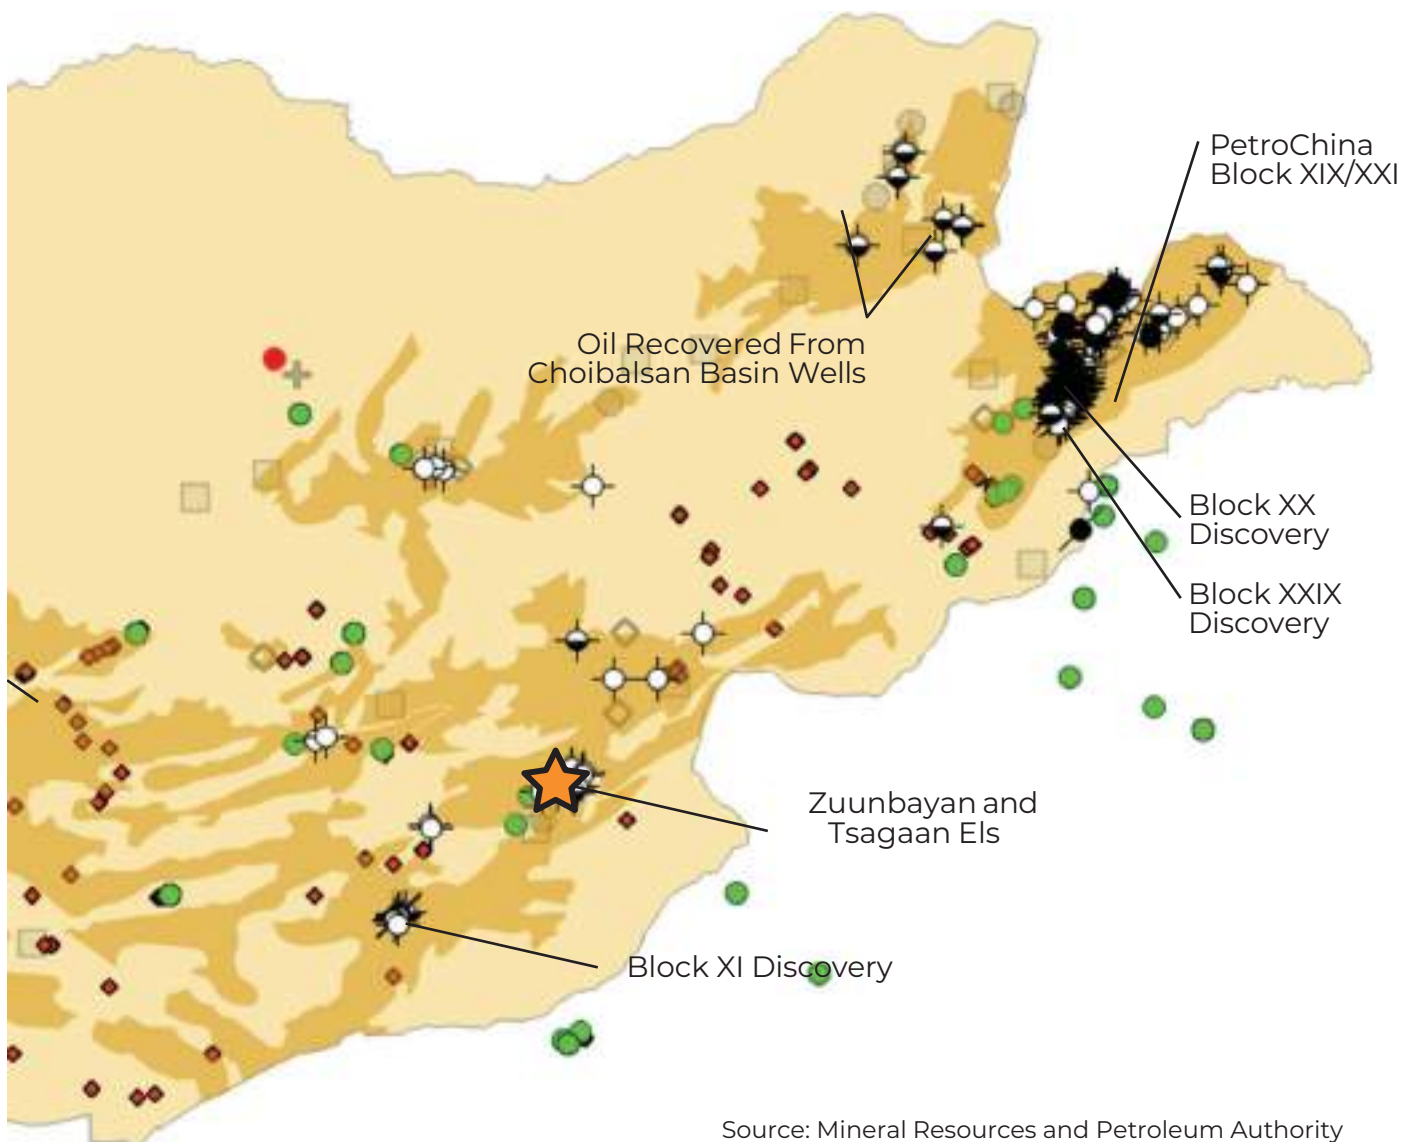 PetroChina
Block XIX/XXI
Oil Recovered From
Choibalsan Basin Wells
Block XX
Discovery
Block XXIX
Discovery
Zuunbayan and
Tsagaan Els
Block XI Discovery
Source: Mineral Resources and Petroleum Authority